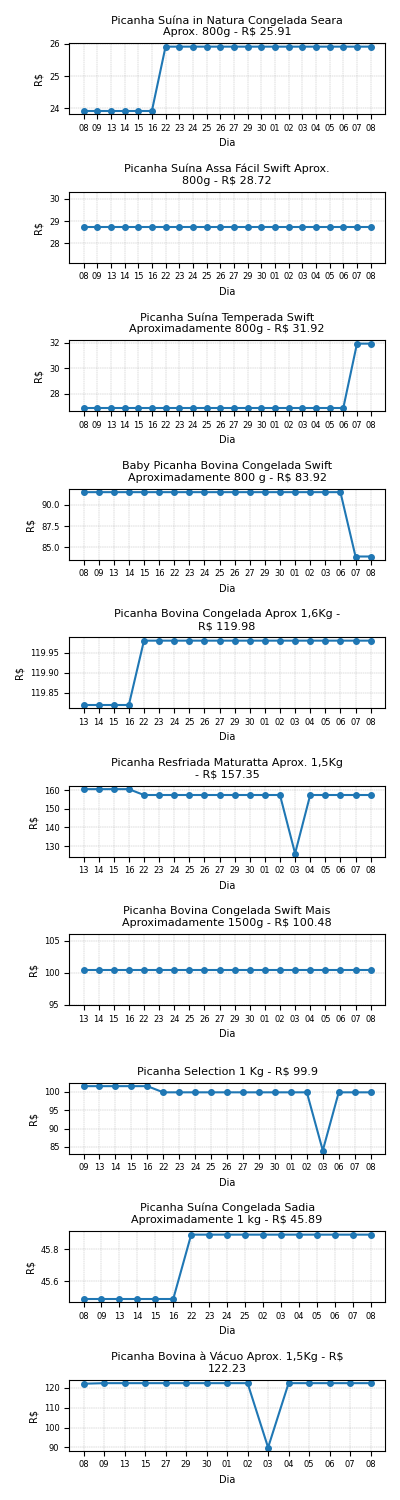 Picanha Suína in Natura Congelada Seara
Aprox. 800g - R$ 25.91
26
25
24
R$
08 09 13 14 15 16 22 23 24 25 26 27 29 30 01 02 03 04 05 06 07 08
Dia
Picanha Suína Assa Fácil Swift Aprox.
800g - R$ 28.72
30
29
28
R$
08 09 13 14 15 16 22 23 24 25 26 27 29 30 01 02 03 04 05 06 07 08
Dia
Picanha Suína Temperada Swift
Aproximadamente 800g - R$ 31.92
32
30
28
R$
08 09 13 14 15 16 22 23 24 25 26 27 29 30 01 02 03 04 05 06 07 08
Dia
Baby Picanha Bovina Congelada Swift
Aproximadamente 800 g - R$ 83.92
90.0
87.5
85.0
R$
08 09 13 14 15 16 22 23 24 25 26 27 29 30 01 02 03 05 06 07 08
Dia
Picanha Bovina Congelada Aprox 1,6Kg -
R$ 119.98
119.95
119.90
119.85
R$
13 14 15 16 22 23 24 25 26 27 29 30 01 02 03 04 05 06 07 08
Dia
Picanha Resfriada Maturatta Aprox. 1,5Kg
- R$ 157.35
160
150
140
130
R$
13 14 15 16 22 23 24 25 26 27 29 30 01 02 03 04 05 06 07 08
Dia
Picanha Bovina Congelada Swift Mais
Aproximadamente 1500g - R$ 100.48
105
100
95
R$
13 14 15 16 22 23 24 25 26 27 29 30 01 02 03 04 05 06 07 08
Dia
Picanha Selection 1 Kg - R$ 99.9
100
95
90
85
R$
09 13 14 15 16 22 23 24 25 26 27 29 30 01 02 03 06 07 08
Dia
Picanha Suína Congelada Sadia
Aproximadamente 1 kg - R$ 45.89
45.8
45.6
R$
08 09 13 14 15 16 22 23 24 25 02 03 04 05 06 07 08
Dia
Picanha Bovina à Vácuo Aprox. 1,5Kg - R$
122.23
120
110
100
90
R$
08 09 13 15 27 29 30 01 02 03 04 05 06 07 08
Dia